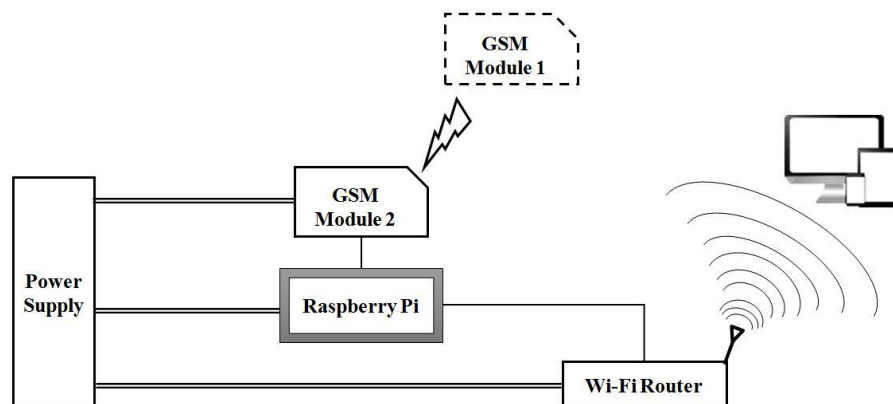 GSM
Module 1
GSM
Module 2
Power
Supply
Raspberry Pi
Wi-Fi Router